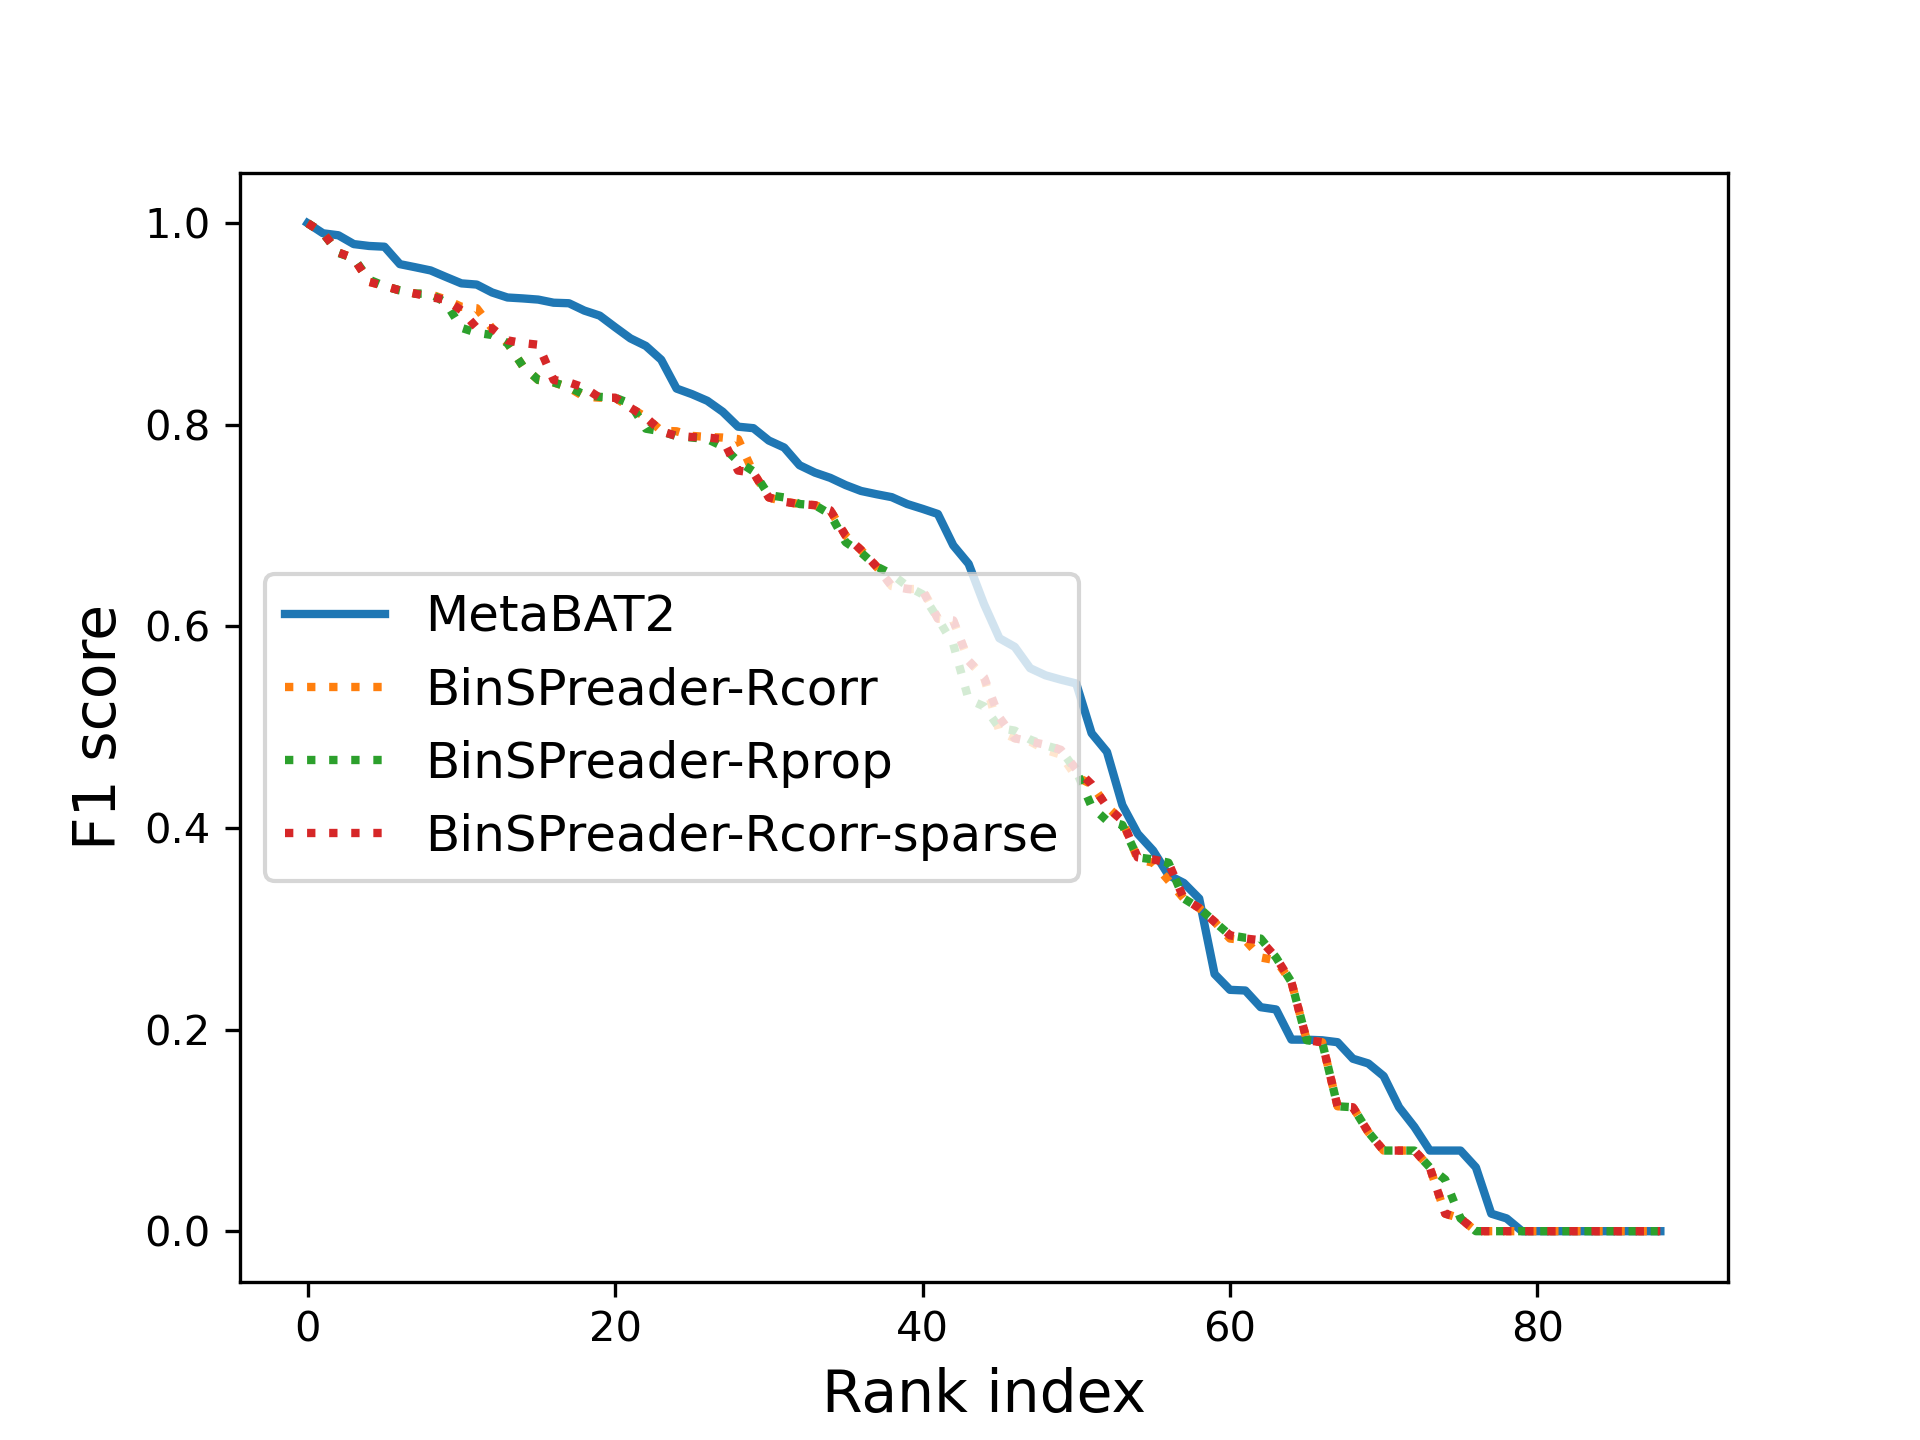 1.0
0.8
0.6
0.4
0.2
0.0
F1 score
MetaBAT2
BinSPreader-Rcorr
BinSPreader-Rprop
BinSPreader-Rcorr-sparse
0 20 40 60 80
Rank index